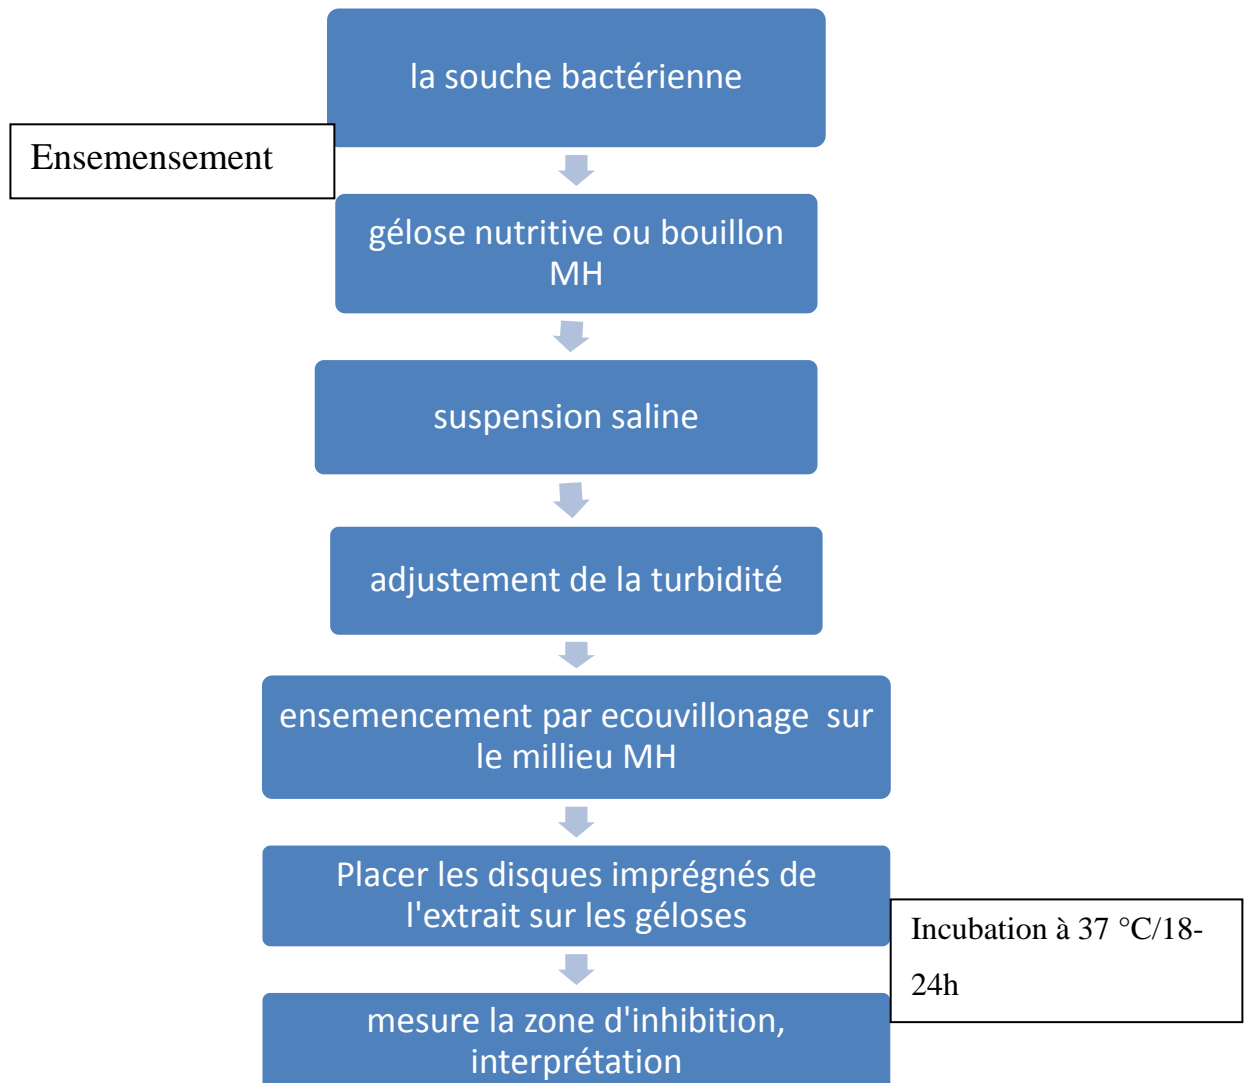 la souche bactérienne
Ensemensement
gélose nutritive ou bouillon
MH
suspension saline
adjustement de la turbidité
ensemencement par ecouvillonage sur
le millieu MH
Placer les disques imprégnés de
l'extrait sur les géloses
Incubation à 37 °C/18-
24h
mesure la zone d'inhibition,
interprétation